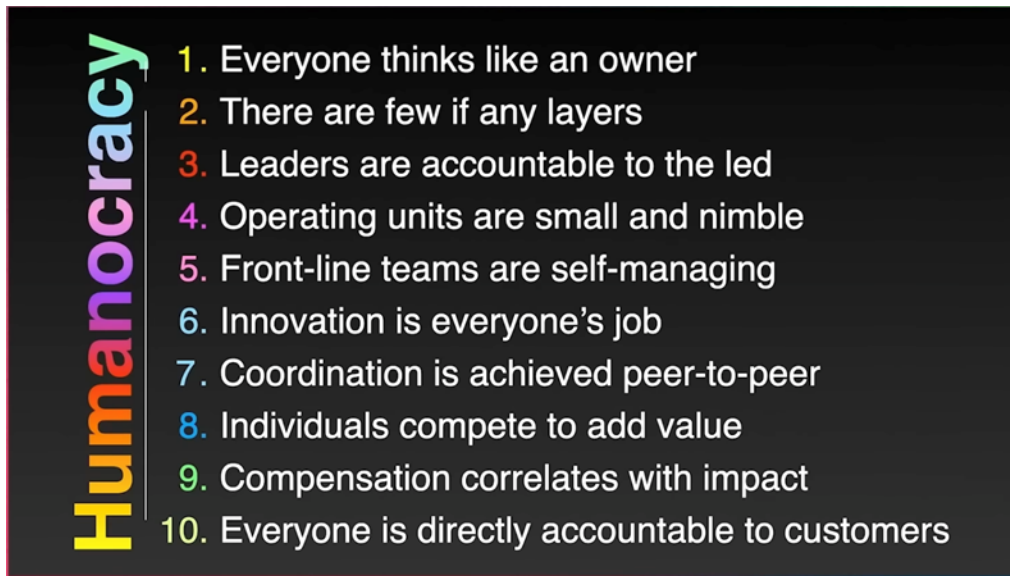 Humanocracy
1. Everyone thinks like an owner
2. There are few if any layers
3. Leaders are accountable to the led
4. Operating units are small and nimble
5. Front-line teams are self-managing
6. Innovation is everyone’s job
7. Coordination is achieved peer-to-peer
8. Individuals compete to add value
9. Compensation correlates with impact
10. Everyone is directly accountable to customers